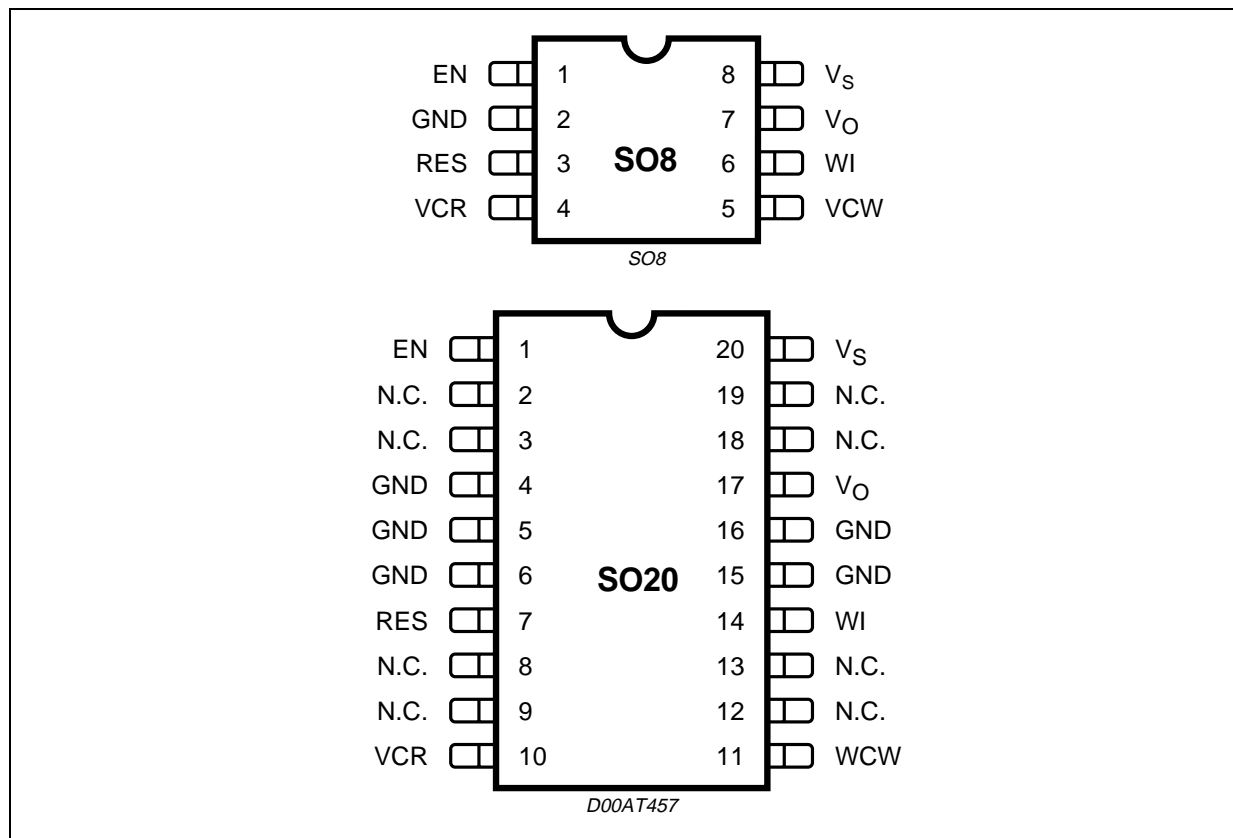 EN 1 8 VS
GND 2 7 VO
RES 3 SO8 6 WI
VCR 4 5 VCW
SO8
EN 1 20 VS
N.C. 2 19 N.C.
N.C. 3 18 N.C.
GND 4 17 VO
GND 5 16 GND
GND 6 SO20 15 GND
RES 7 14 WI
N.C. 8 13 N.C.
N.C. 9 12 N.C.
VCR 10 11 WCW
D00AT457